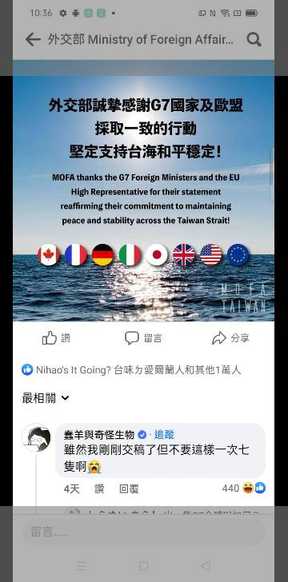 10:36
外交部 Ministry of Foreign Affair...
外交部誠摯感謝G7國家及歐盟
採取一致的行動
堅定支持台海和平穩定!
MOFA thanks the G7 Foreign Ministers and the EU
High Representative for their statement
reaffirming their commitment to maintaining
peace and stability across the Taiwan Strait!
MOFA
TAIWAN
讚 留言 分享
Nihao's It Going? 台味ㄉ愛爾蘭人和其他1萬人
最相關
蠢羊與奇怪生物 · 追蹤
雖然我剛剛交稿了但不要這樣一次七
隻啊😭
4天 讚 回覆 440
留言......